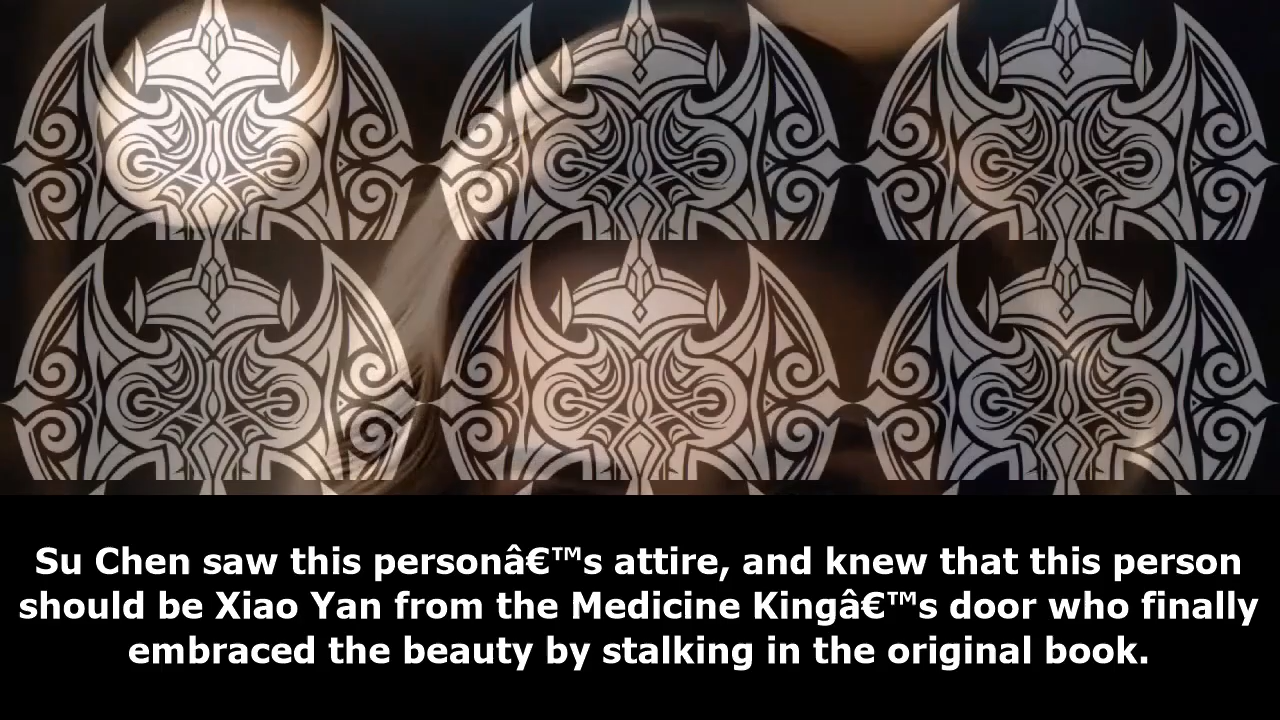 Su Chen saw this personâ€™s attire, and knew that this person
should be Xiao Yan from the Medicine Kingâ€™s door who finally
embraced the beauty by stalking in the original book.